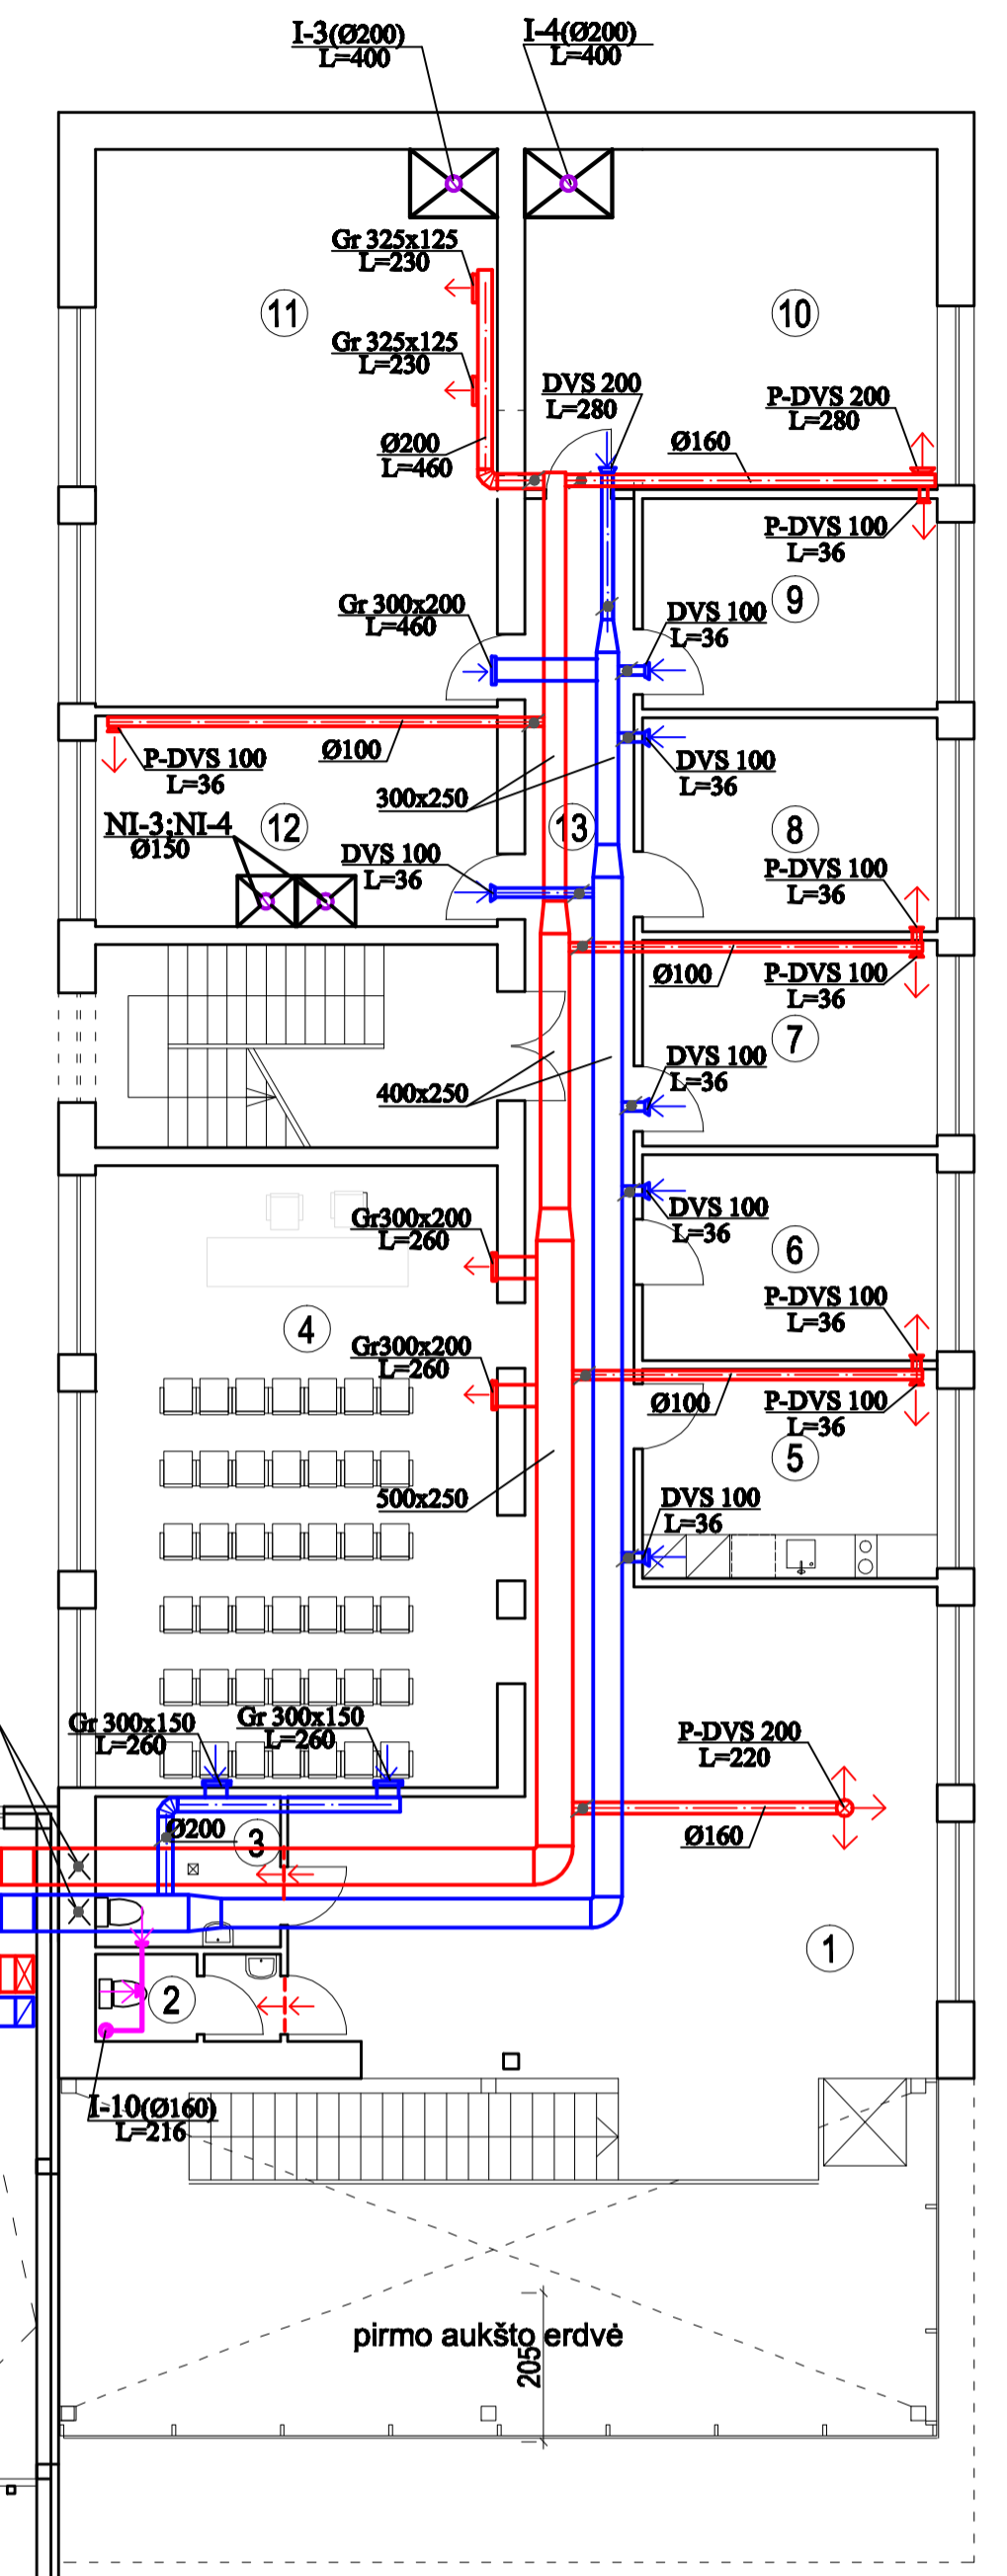 I-3(Ø200)
L=400
I-4(Ø200)
L=400
Gr 325x125
L=230
11
10
Gr 325x125
L=230
DVS 200
L=280
P-DVS 200
L=280
Ø200
L=460
Ø160
P-DVS 100
L=36
9
Gr 300x200
L=460
DVS 100
L=36
P-DVS 100
L=36
Ø100
DVS 100
L=36
300x250
NI-3;NI-4
Ø150
12
13
8
DVS 100
L=36
P-DVS 100
L=36
Ø100
P-DVS 100
L=36
7
400x250
DVS 100
L=36
Gr300x200
L=260
DVS 100
L=36
6
4
P-DVS 100
L=36
Gr300x200
L=260
Ø100
P-DVS 100
L=36
5
500x250
DVS 100
L=36
Gr 300x150
L=260
Gr 300x150
L=260
P-DVS 200
L=220
Ø200
3
Ø160
1
2
I-10(Ø160)
L=216
pirmo aukšto erdvė
205